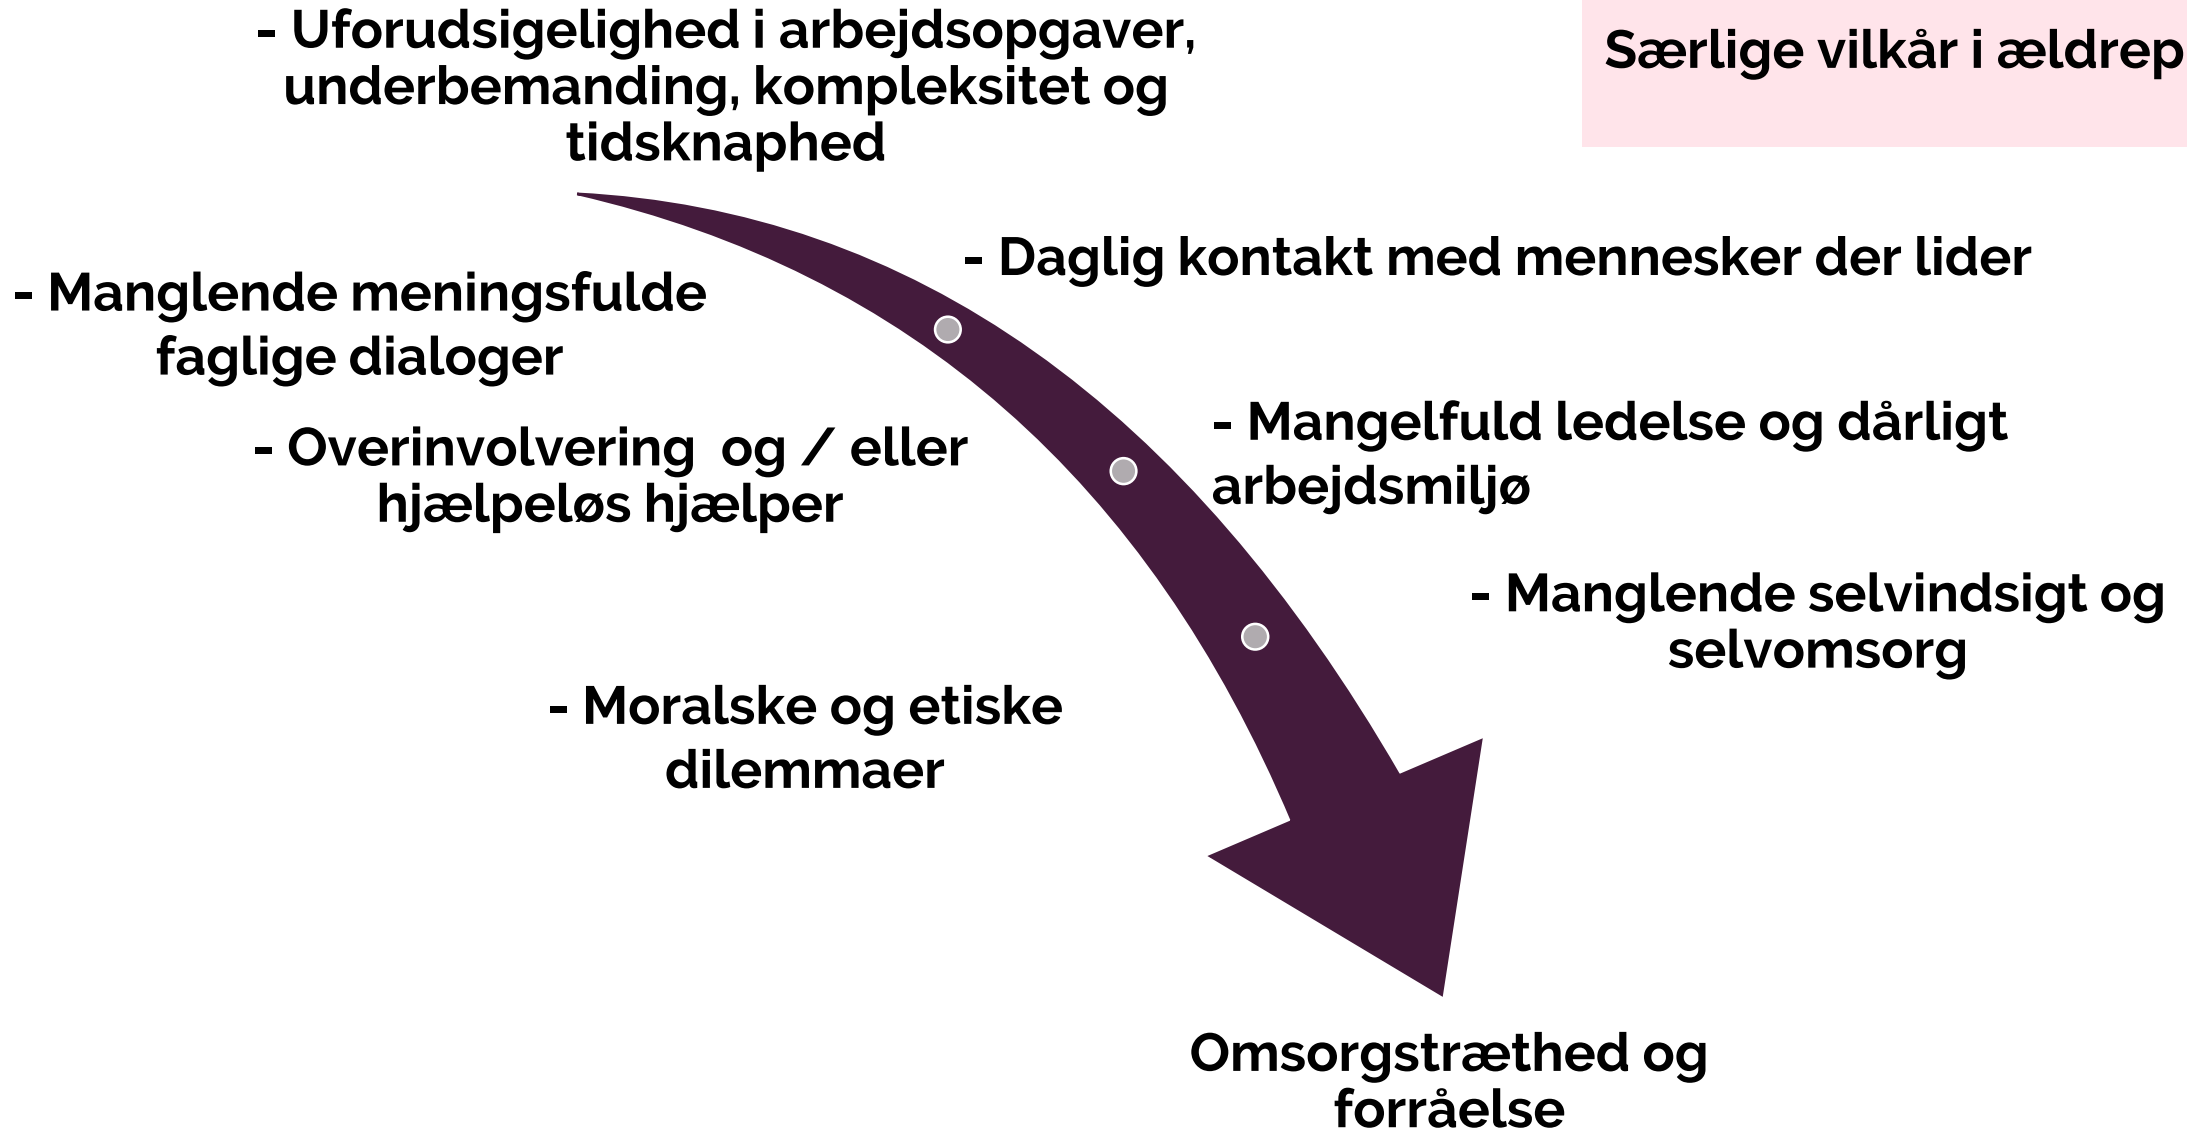 - Uforudsigelighed i arbejdsopgaver,
underbemanding, kompleksitet og
tidsknaphed
Særlige vilkår i ældrep
- Daglig kontakt med mennesker der lider
- Manglende meningsfulde
faglige dialoger
- Mangelfuld ledelse og dårligt
arbejdsmiljø
- Overinvolvering  og / eller
hjælpeløs hjælper
- Manglende selvindsigt og
selvomsorg
- Moralske og etiske
dilemmaer
Omsorgstræthed og
forråelse